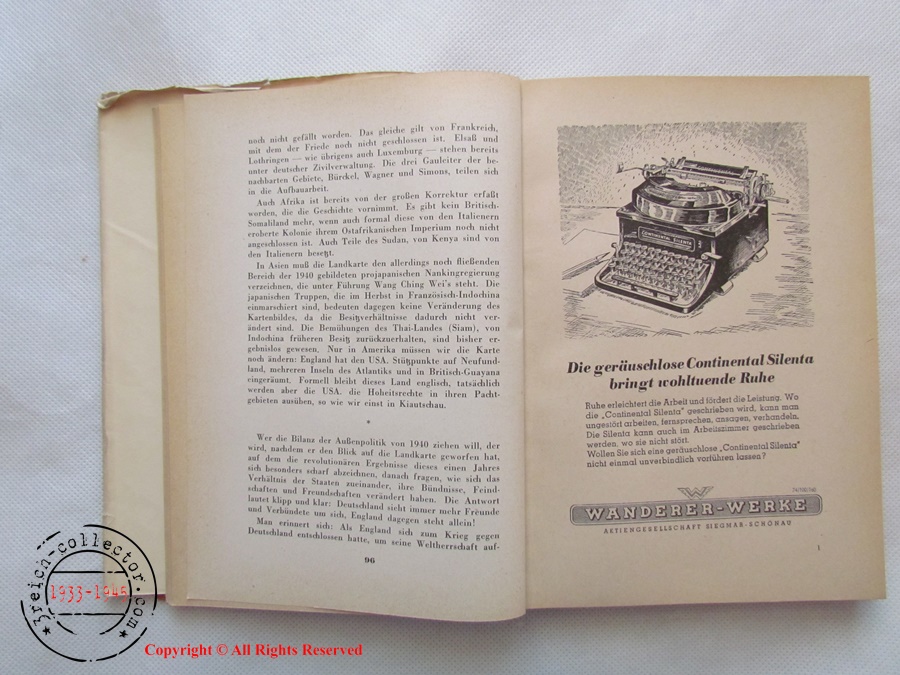 noch nicht gefällt worden. Das gleiche gilt von Frankreich,
mit dem der Friede noch nicht geschlossen ist. Elsaß und
Lothringen — wie übrigens auch Luxemburg — stehen bereits
unter deutscher Zivilverwaltung. Die drei Gauleiter der be-
nachbarten Gebiete, Bürckel, Wagner und Simons, teilen sich
in die Aufbauarbeit.
Auch Afrika ist bereits von der großen Korrektur erfaßt
worden, die die Geschichte vornimmt. Es gibt kein Britisch-
Somaliland mehr, wenn auch formal diese von den Italienern
eroberte Kolonie ihrem Ostafrikanischen Imperium noch nicht
angeschlossen ist. Auch Teile des Sudan, von Kenya sind von
den Italienern besetzt.
In Asien muß die Landkarte den allerdings noch fließenden
Bereich der 1940 gebildeten projapanischen Nankingregierung
verzeichnen, die unter Führung Wang Ching Wei's steht. Die
japanischen Truppen, die im Herbst in Französisch-Indochina
einmarschiert sind, bedeuten dagegen keine Veränderung des
Kartenbildes, da die Besitzverhältnisse dadurch nicht ver-
ändert sind. Die Bemühungen des Thai-Landes (Siam), von
Indochina früheren Besitz zurückzuerhalten, sind bisher er-
gebnislos gewesen. Nur in Amerika müssen wir die Karte
noch ändern: England hat den USA. Stützpunkte auf Neufund-
land, mehreren Inseln des Atlantiks und in Britisch-Guayana
eingeräumt. Formell bleibt dieses Land englisch, tatsächlich
werden aber die USA. die Hoheitsrechte in ihren Pacht-
gebieten ausüben, so wie wir einst in Kiautschau.
*
Wer die Bilanz der Außenpolitik von 1940 ziehen will, der
wird, nachdem er den Blick auf die Landkarte geworfen hat,
auf dem die revolutionären Ergebnisse dieses einen Jahres
sich besonders scharf abzeichnen, danach fragen, wie sich das
Verhältnis der Staaten zueinander, ihre Bündnisse, Feind-
schaften und Freundschaften verändert haben. Die Antwort
lautet klipp und klar: Deutschland sieht immer mehr Freunde
und Verbündete um sich, England dagegen steht allein!
Man erinnert sich: Als England sich zum Krieg gegen
Deutschland entschlossen hatte, um seine Weltherrschaft auf-
96
CONTINENTAL SILENTA
Die geräuschlose Continental Silenta
bringt wohltuende Ruhe
Ruhe erleichtert die Arbeit und fördert die Leistung. Wo
die „Continental Silenta" geschrieben wird, kann man
ungestört arbeiten, fernsprechen, ansagen, verhandeln.
Die Silenta kann auch im Arbeitszimmer geschrieben
werden, wo sie nicht stört.
Wollen Sie sich eine geräuschlose „Continental Silenta"
nicht einmal unverbindlich vorführen lassen?
W
WANDERER-WERKE
AKTIENGESELLSCHAFT SIEGMAR-SCHÖNAU
1
3reich-collector.com
1933-1945
Copyright © All Rights Reserved